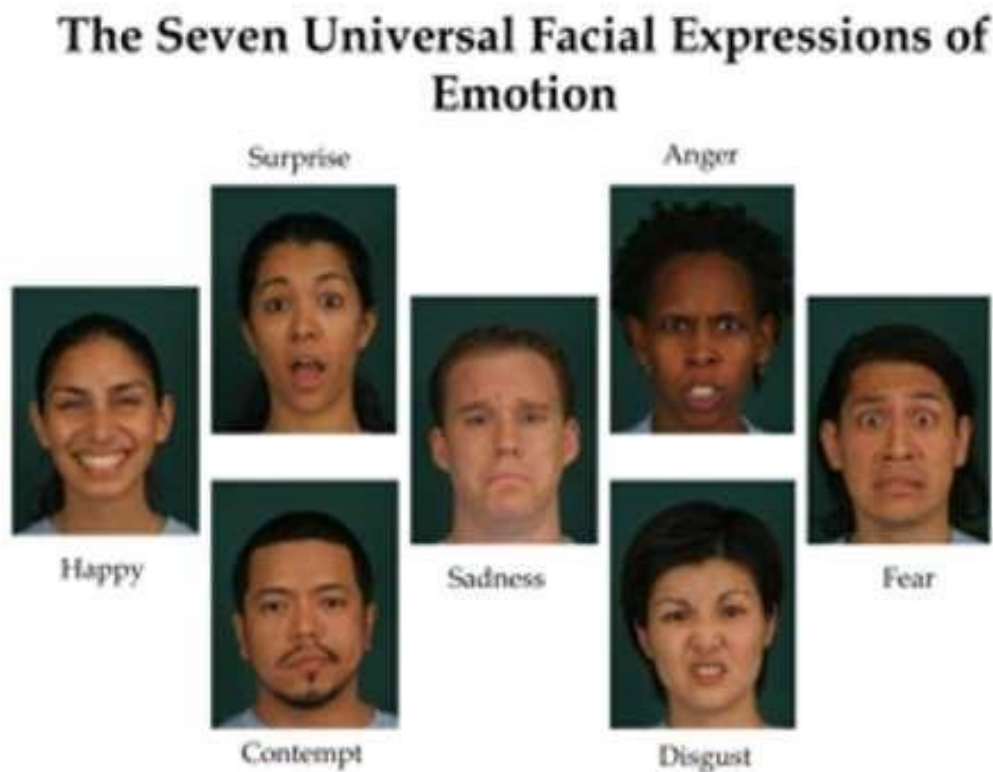 The Seven Universal Facial Expressions of
Emotion
Surprise
Anger
Happy
Sadness
Fear
Contempt
Disgust